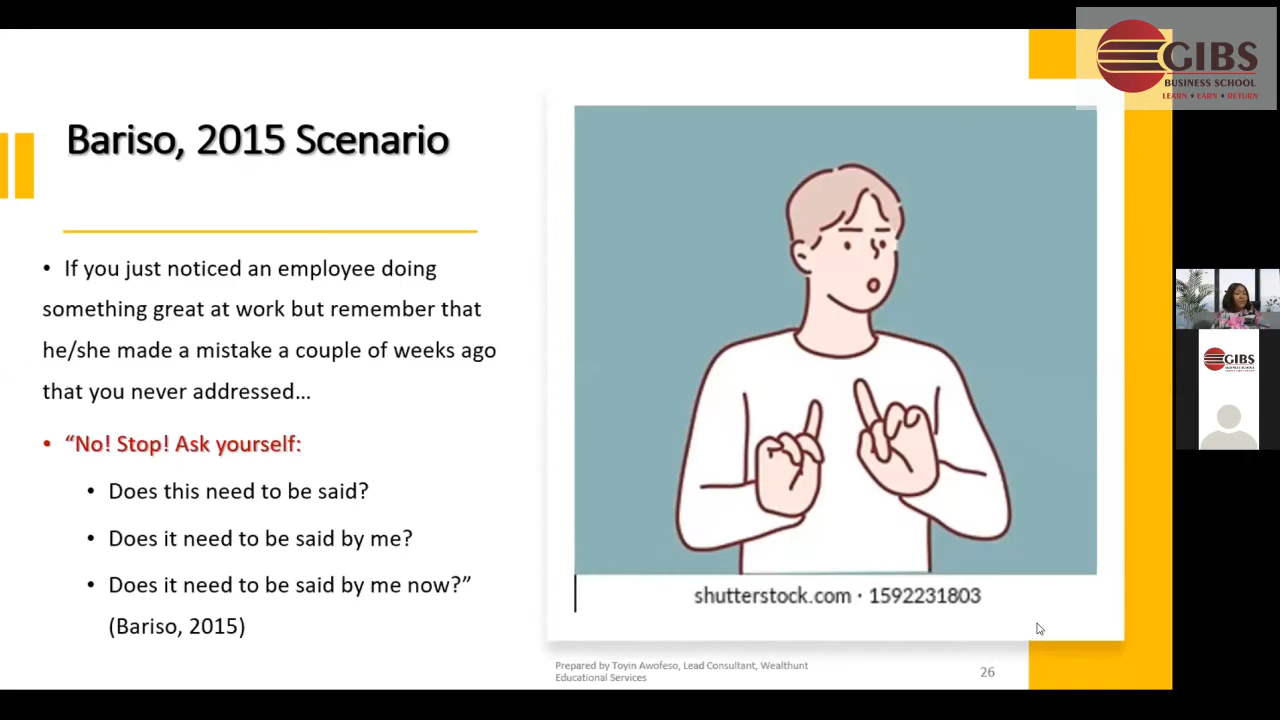 GIBS
BUSINESS SCHOOL
LEARN • EARN • RETURN
Bariso, 2015 Scenario
• If you just noticed an employee doing
something great at work but remember that
he/she made a mistake a couple of weeks ago
that you never addressed…
• “No! Stop! Ask yourself:
• Does this need to be said?
• Does it need to be said by me?
• Does it need to be said by me now?”
(Bariso, 2015)
shutterstock.com · 1592231803
Prepared by Toyin Awofeso, Lead Consultant, Wealthunt
Educational Services
26
GIBS